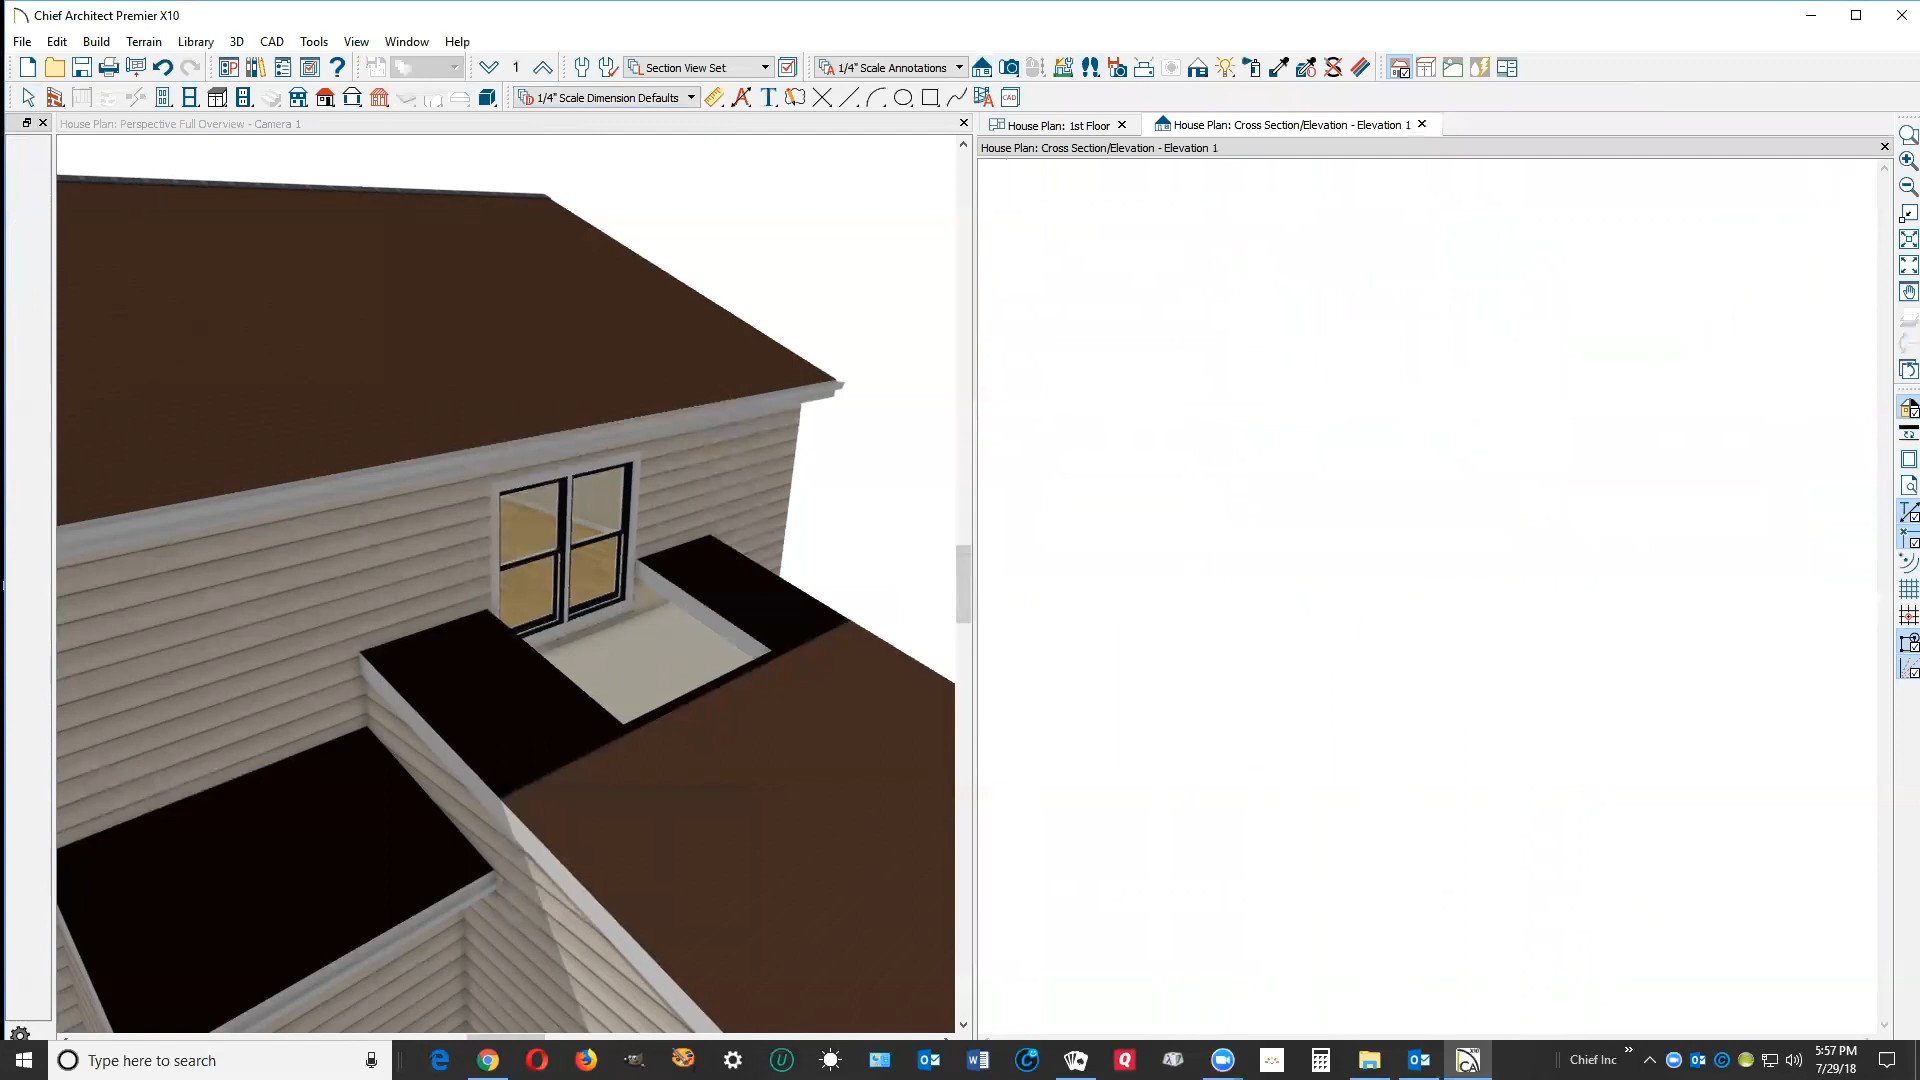 Chief Architect Premier X10
File Edit Build Terrain Library 3D CAD Tools View Window Help
1 Section View Set 1/4" Scale Annotations
1/4" Scale Dimension Defaults T CAD
House Plan: Perspective Full Overview - Camera 1
House Plan: 1st Floor House Plan: Cross Section/Elevation - Elevation 1
House Plan: Cross Section/Elevation - Elevation 1
Type here to search
Chief Inc
5:57 PM
7/29/18